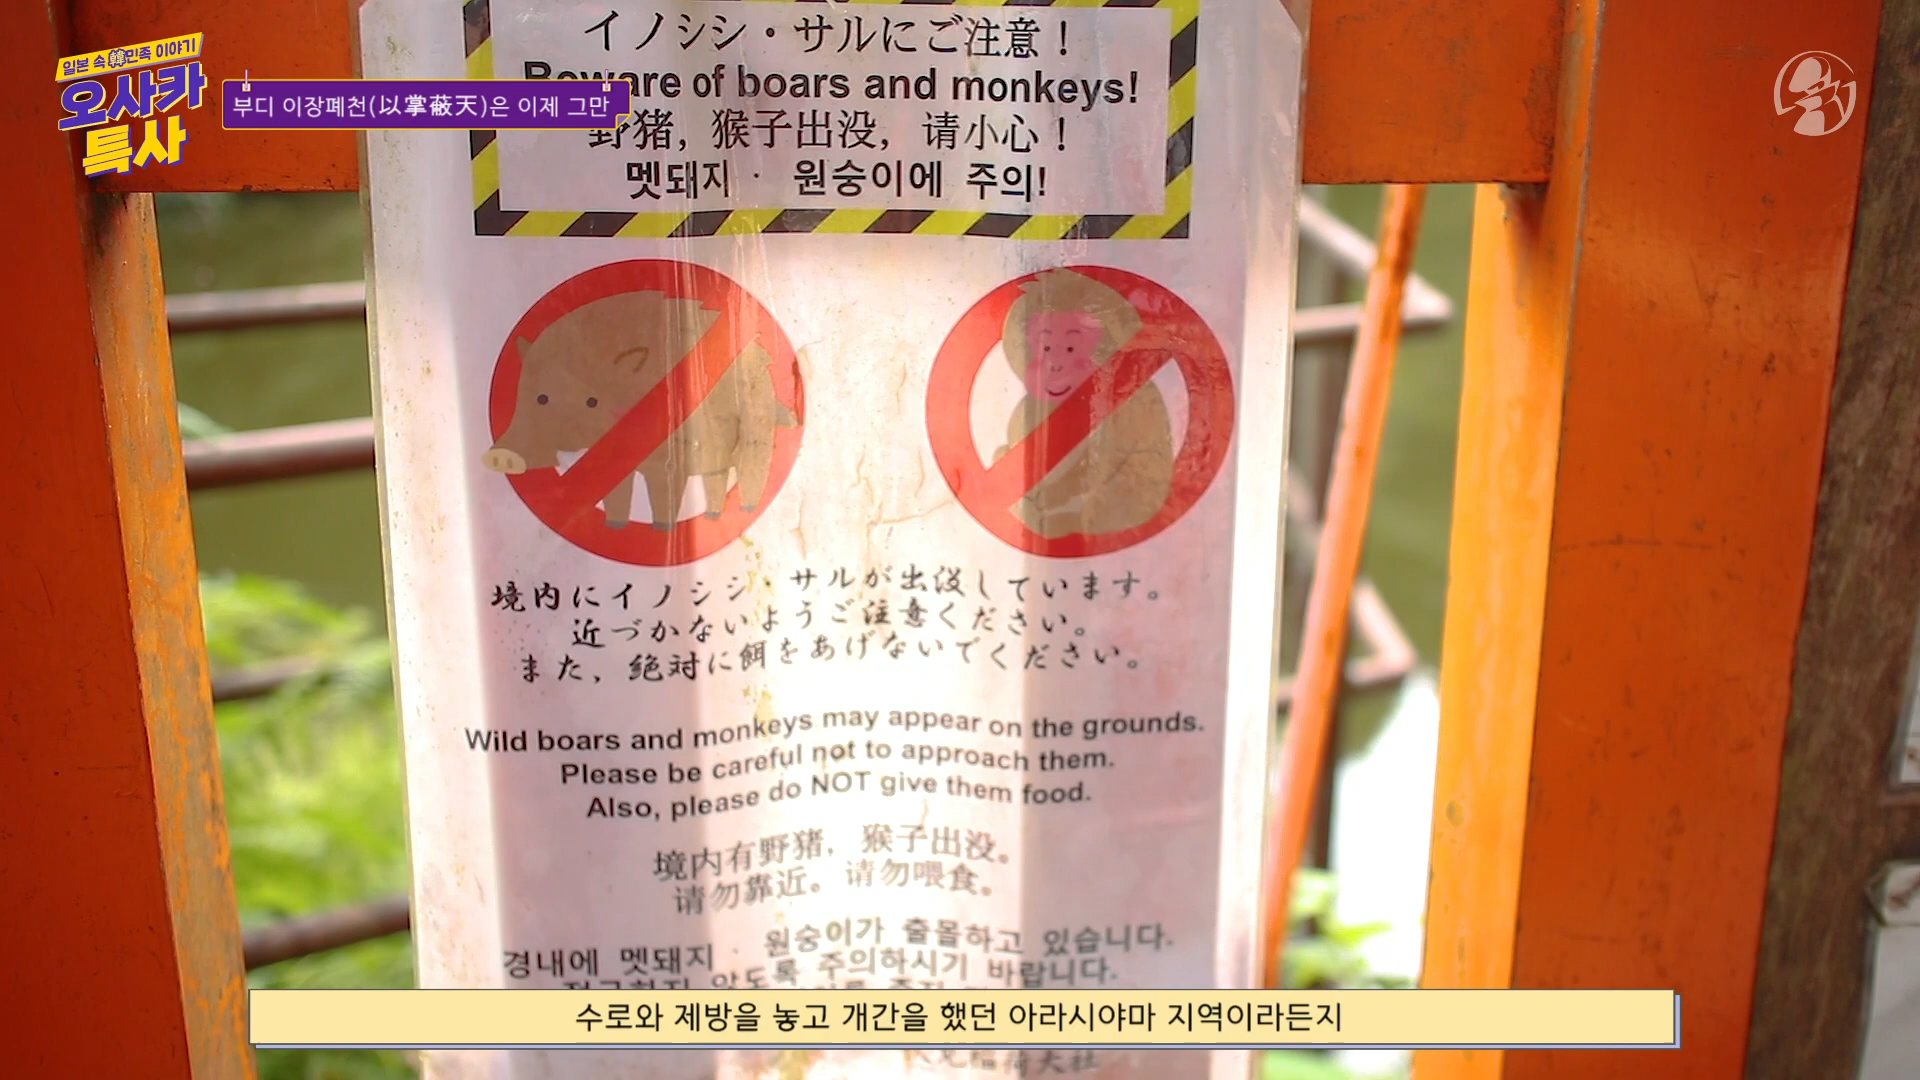 일본 속 韓민족 이야기
오사카
특사
부디 이장폐천(以掌蔽天)은 이제 그만
イノシシ・サルにご注意！
Beware of boars and monkeys!
野猪，猴子出没，请小心！
멧돼지 · 원숭이에 주의!
境内にイノシシ・サルが出没しています。
近づかないようご注意ください。
また，絶対に餌をあげないでください。
Wild boars and monkeys may appear on the grounds.
Please be careful not to approach them.
Also, please do NOT give them food.
境内有野猪，猴子出没。
请勿靠近。请勿喂食。
경내에 멧돼지 · 원숭이가 출몰하고 있습니다.
않도록 주의하시기 바랍니다.
수로와 제방을 놓고 개간을 했던 아라시야마 지역이라든지